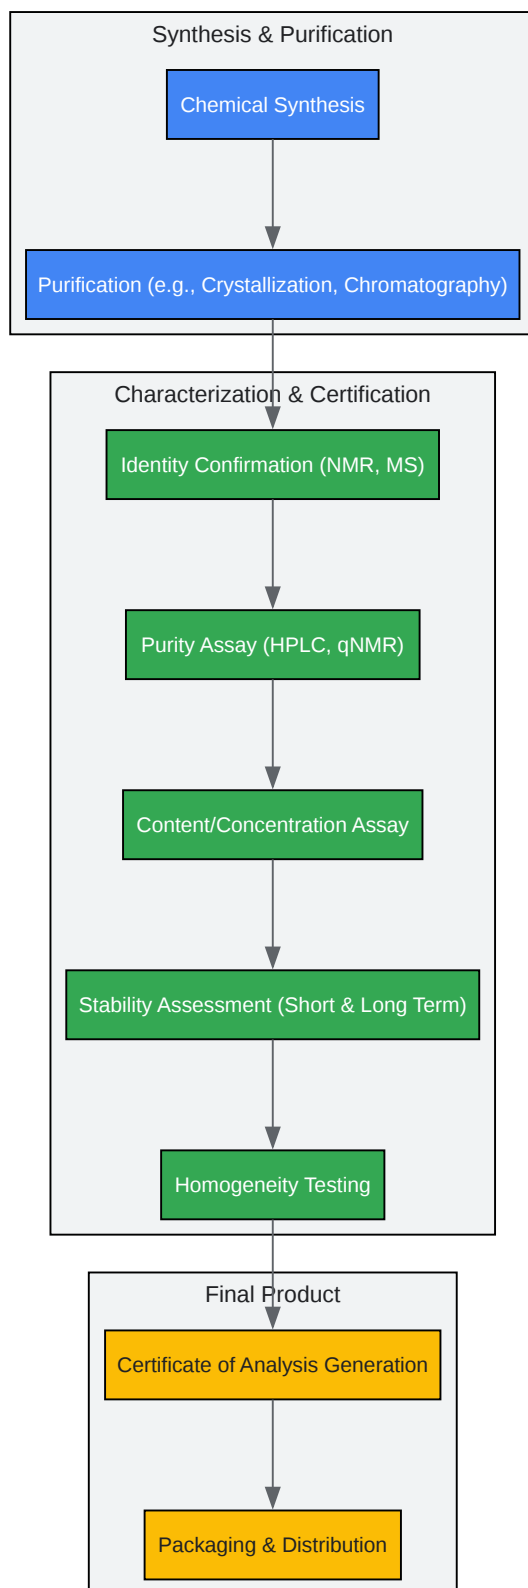 Synthesis & Purification
Chemical Synthesis
Purification (e.g., Crystallization, Chromatography)
Characterization & Certification
Identity Confirmation (NMR, MS)
Purity Assay (HPLC, qNMR)
Content/Concentration Assay
Stability Assessment (Short & Long Term)
Homogeneity Testing
Final Product
Certificate of Analysis Generation
Packaging & Distribution